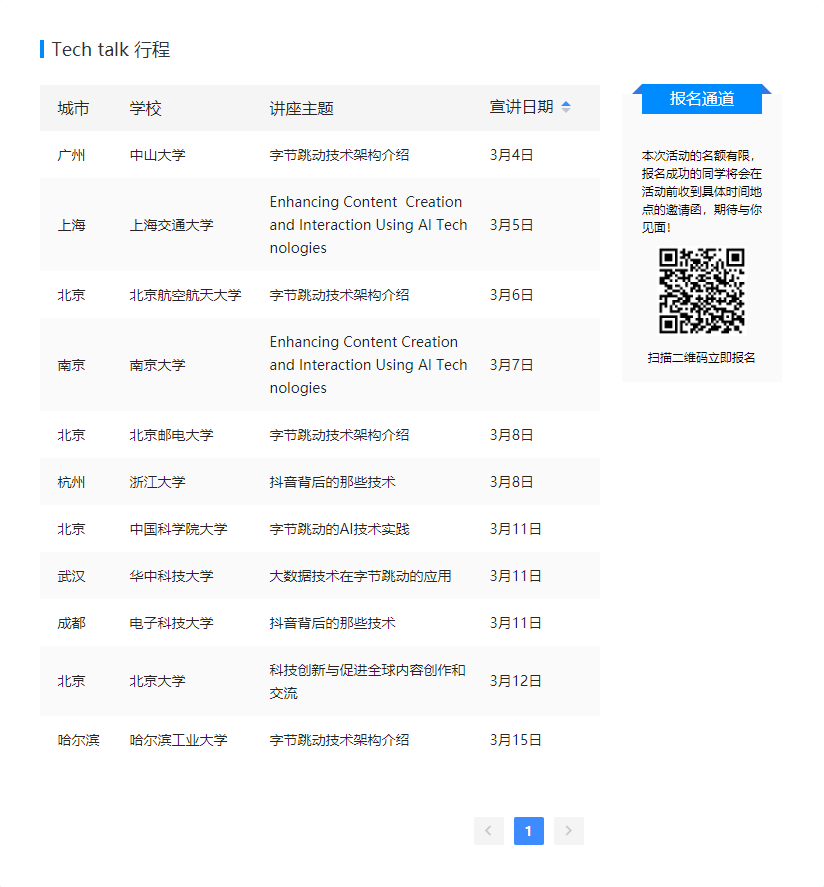 Tech talk 行程
城市 学校 讲座主题 宣讲日期
广州 中山大学 字节跳动技术架构介绍 3月4日
上海 上海交通大学 Enhancing Content Creation
and Interaction Using AI Tech
nologies 3月5日
北京 北京航空航天大学 字节跳动技术架构介绍 3月6日
南京 南京大学 Enhancing Content Creation
and Interaction Using AI Tech
nologies 3月7日
北京 北京邮电大学 字节跳动技术架构介绍 3月8日
杭州 浙江大学 抖音背后的那些技术 3月8日
北京 中国科学院大学 字节跳动的AI技术实践 3月11日
武汉 华中科技大学 大数据技术在字节跳动的应用 3月11日
成都 电子科技大学 抖音背后的那些技术 3月11日
北京 北京大学 科技创新与促进全球内容创作和
交流 3月12日
哈尔滨 哈尔滨工业大学 字节跳动技术架构介绍 3月15日
1
报名通道
本次活动的名额有限，
报名成功的同学将会在
活动前收到具体时间地
点的邀请函，期待与你
见面！
扫描二维码立即报名